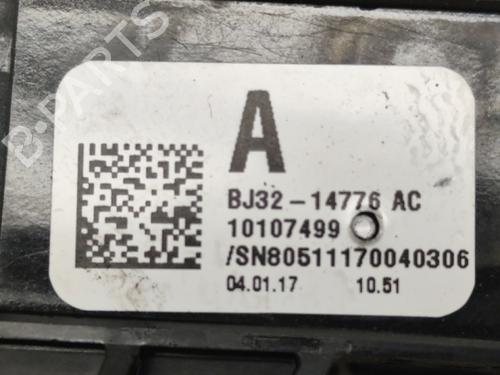 B-PARTS
A
BJ32-14776 AC
10107499
/SN80511170040306
04.01.17 10.51